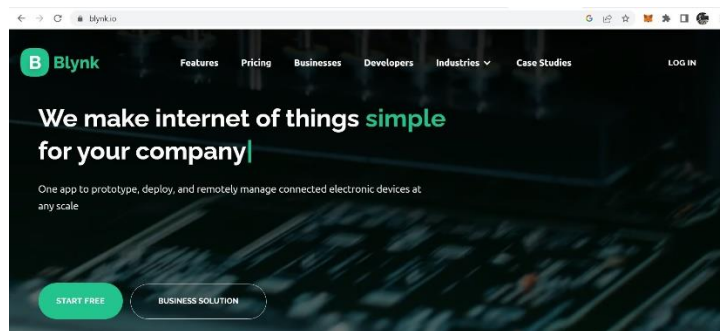 blynk.io
B Blynk
Features Pricing Businesses Developers Industries Case Studies LOG IN
We make internet of things simple
for your company
One app to prototype, deploy, and remotely manage connected electronic devices at
any scale
START FREE BUSINESS SOLUTION